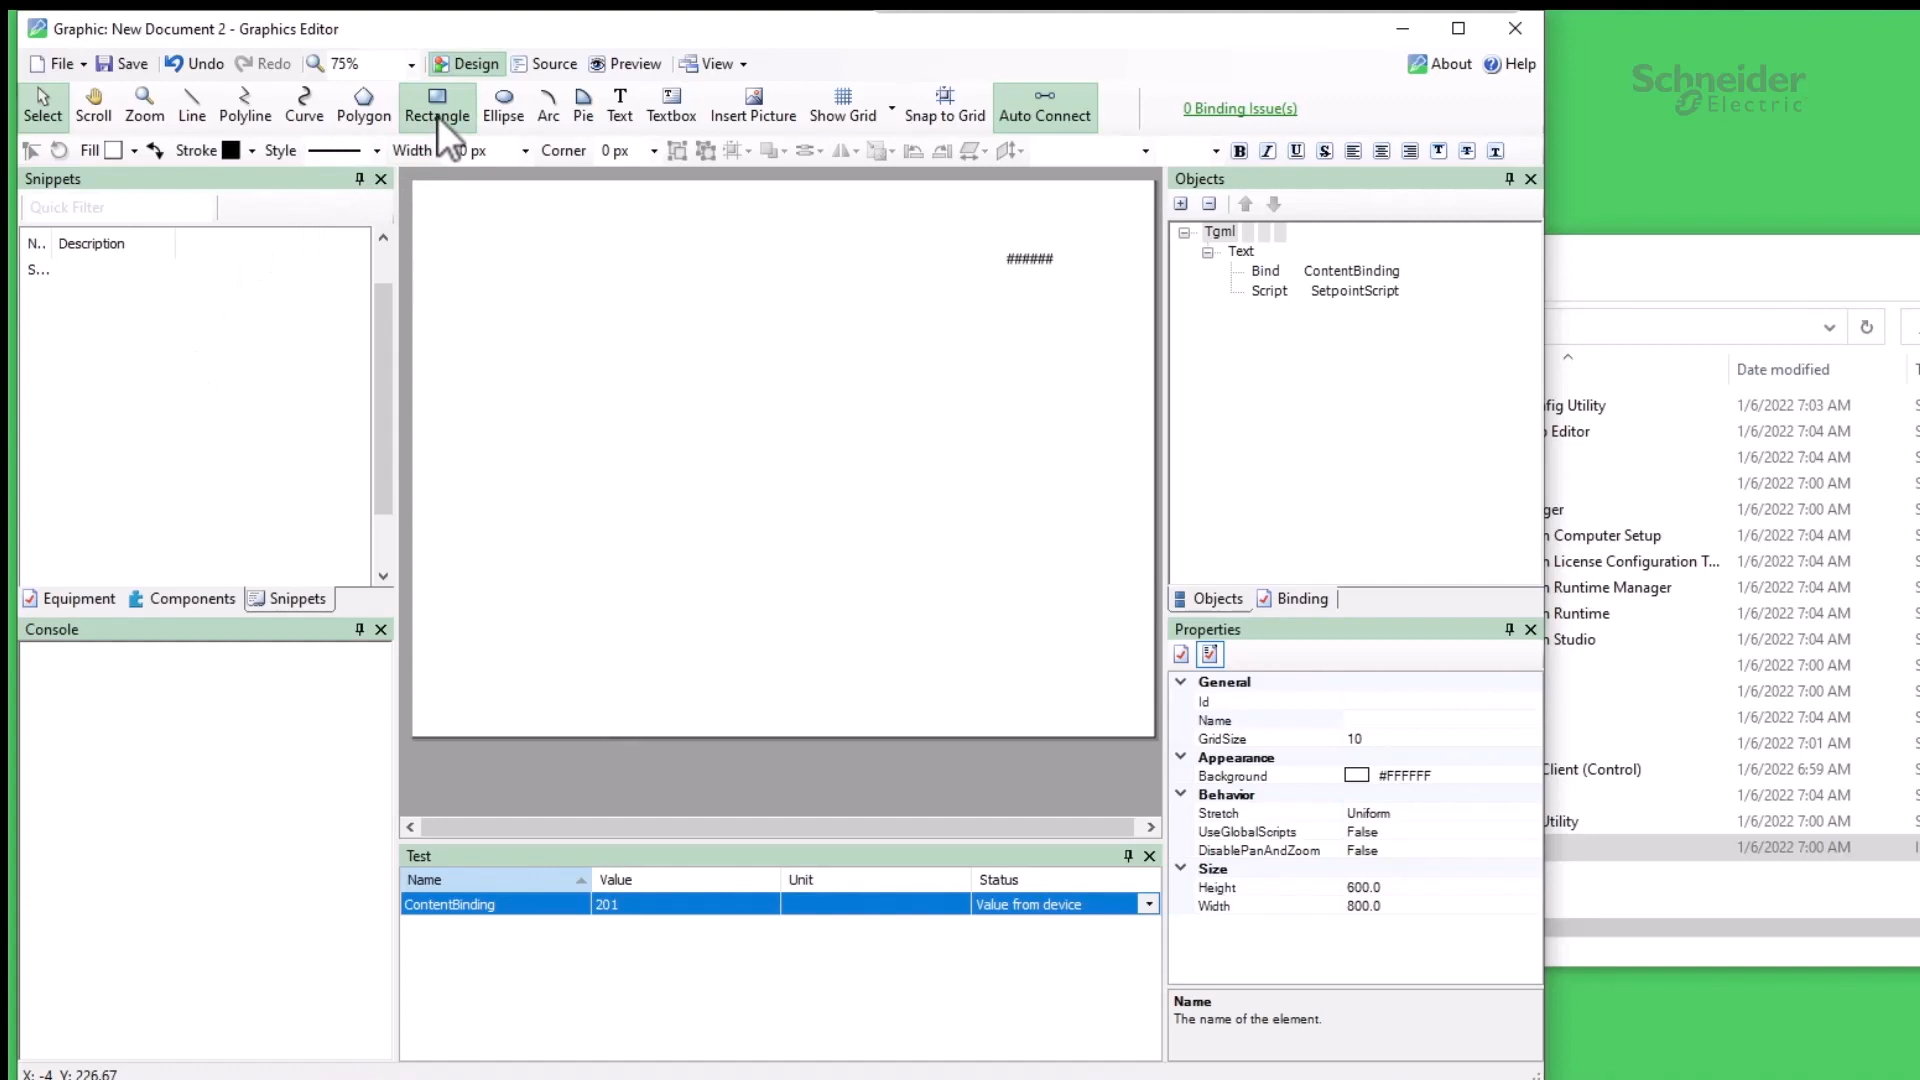 Graphic: New Document 2 - Graphics Editor
Schneider Electric
File Save Undo Redo 75% Design Source Preview View About Help
Select Scroll Zoom Line Polyline Curve Polygon Rectangle Ellipse Arc Pie Text Textbox Insert Picture Show Grid Snap to Grid Auto Connect 0 Binding Issue(s)
Fill Stroke Style Width px Corner 0 px B I U S
Snippets
Quick Filter
N.. Description
S...
Equipment Components Snippets
Console
######
Test
Name Value Unit Status
ContentBinding 201 Value from device
Objects
Tgml
Text
Bind ContentBinding
Script SetpointScript
Objects Binding
Properties
General
Id
Name
GridSize 10
Appearance
Background #FFFFFF
Behavior
Stretch Uniform
UseGlobalScripts False
DisablePanAndZoom False
Size
Height 600.0
Width 800.0
Name
The name of the element.
X: -4 Y: 226.67
Date modified
fig Utility 1/6/2022 7:03 AM
Editor 1/6/2022 7:04 AM
1/6/2022 7:04 AM
1/6/2022 7:00 AM
ger 1/6/2022 7:00 AM
n Computer Setup 1/6/2022 7:04 AM
n License Configuration T... 1/6/2022 7:04 AM
n Runtime Manager 1/6/2022 7:04 AM
n Runtime 1/6/2022 7:04 AM
n Studio 1/6/2022 7:04 AM
1/6/2022 7:00 AM
1/6/2022 7:00 AM
1/6/2022 7:04 AM
1/6/2022 7:01 AM
Client (Control) 1/6/2022 6:59 AM
1/6/2022 7:04 AM
Utility 1/6/2022 7:00 AM
1/6/2022 7:00 AM